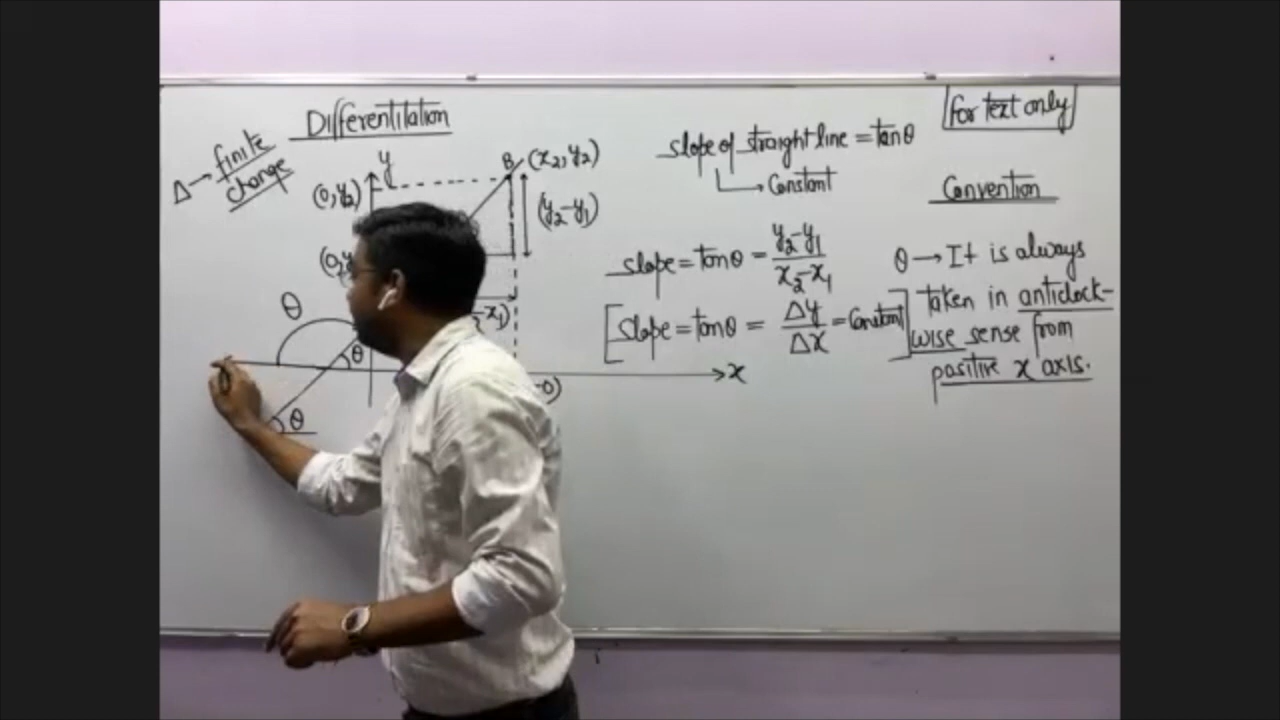 Differentitation
Δ → finite
change
y
B (x₂, y₂)
(0, y₂)
(y₂-y₁)
θ
θ
θ
x
slope of straight line = tanθ
Constant
slope = tanθ = y₂-y₁ / x₂-x₁
slope = tanθ = Δy / Δx = Constant
For Text only
Convention
θ → It is always
taken in anticlock-
wise sense from
positive x axis.